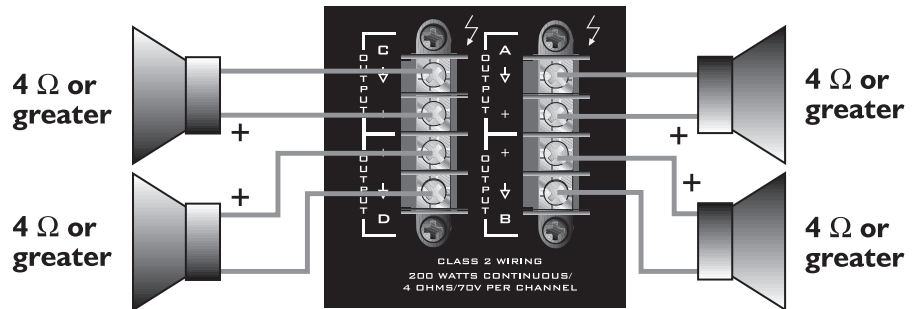 4 Ω or
greater
4 Ω or
greater
+
+
C
OUTPUT
+
+
OUTPUT
D
A
OUTPUT
+
+
OUTPUT
B
CLASS 2 WIRING
200 WATTS CONTINUOUS/
4 OHMS/70V PER CHANNEL
+
+
4 Ω or
greater
4 Ω or
greater